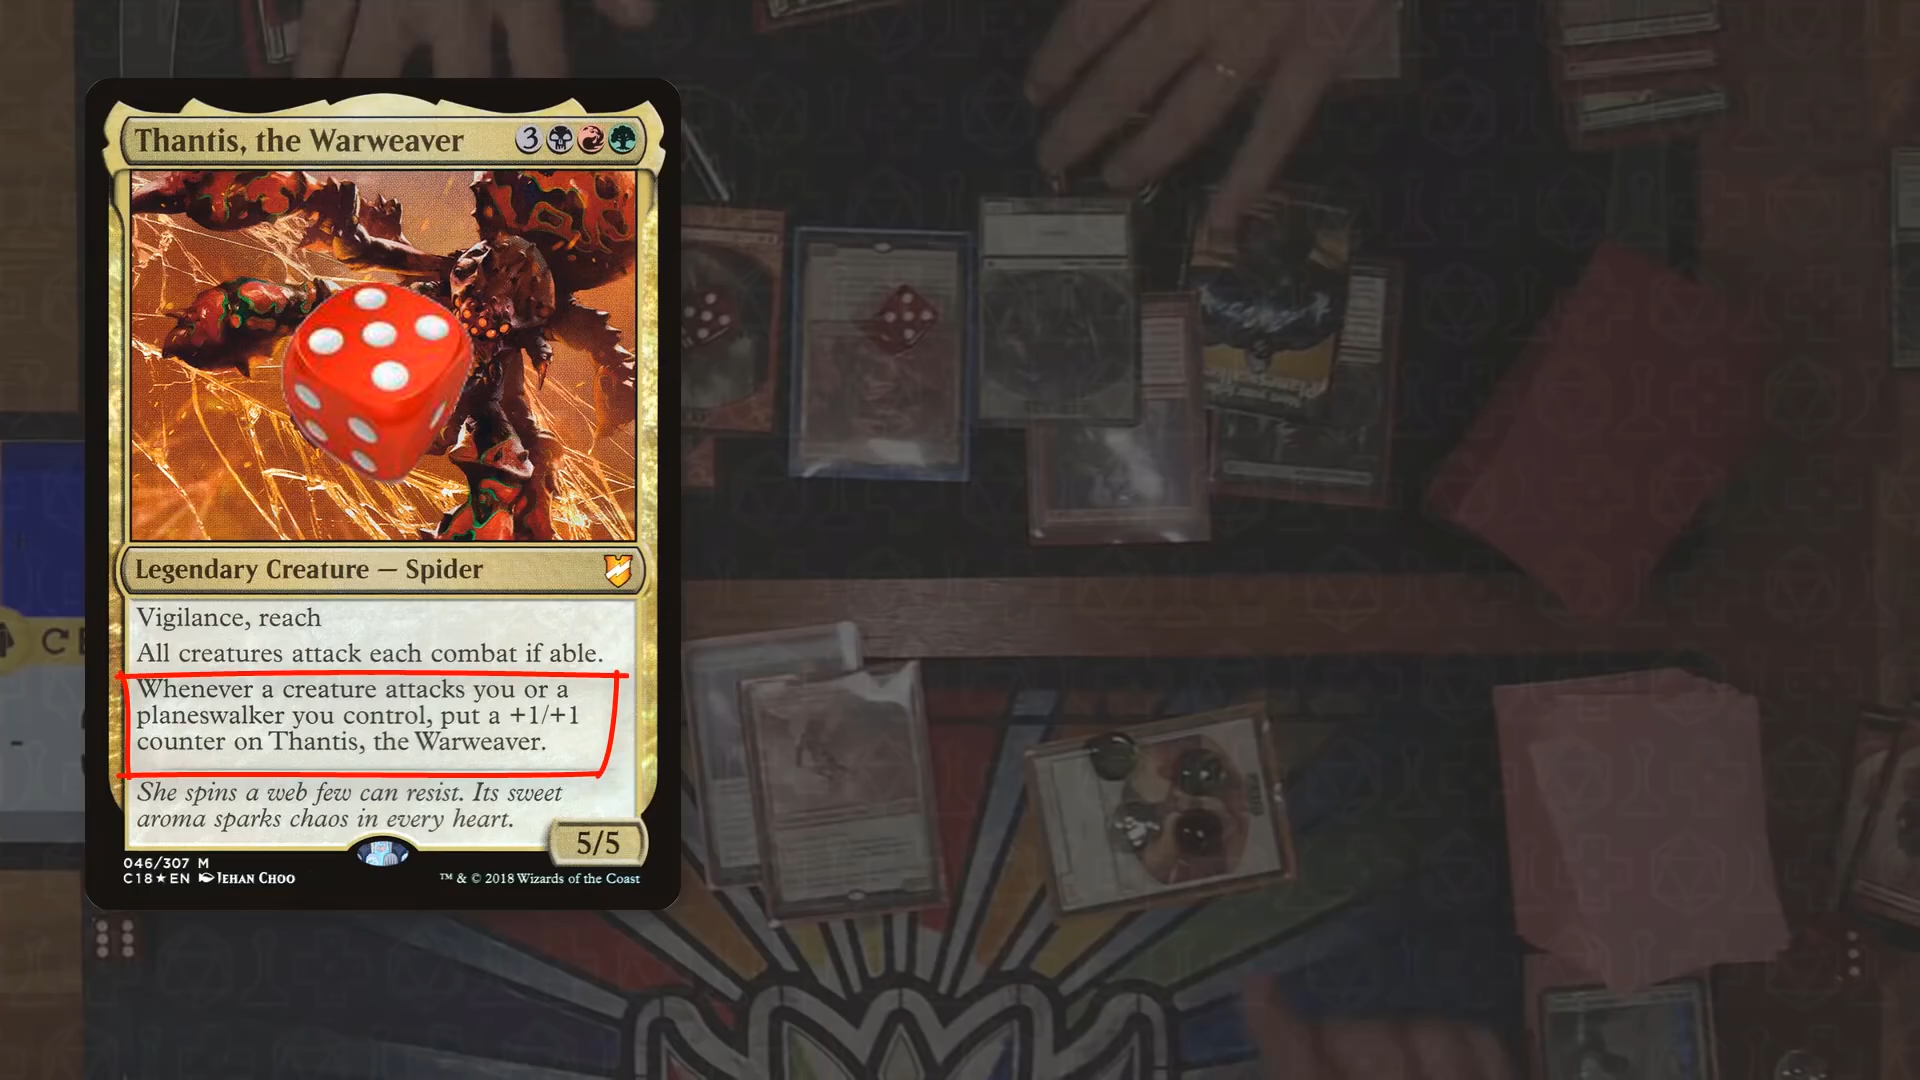 Thantis, the Warweaver
3
Legendary Creature — Spider
Vigilance, reach
All creatures attack each combat if able.
Whenever a creature attacks you or a
planeswalker you control, put a +1/+1
counter on Thantis, the Warweaver.
She spins a web few can resist. Its sweet
aroma sparks chaos in every heart.
5/5
046/307 M
C18★EN Jehan Choo
™ & © 2018 Wizards of the Coast